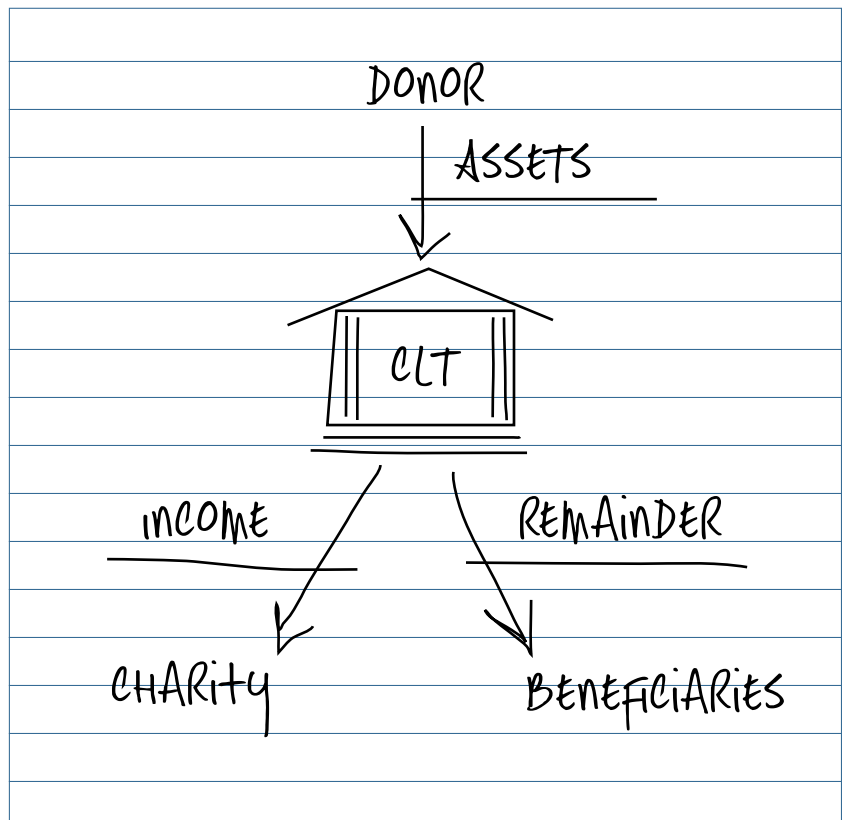 DONOR
ASSETS
CLT
INCOME
REMAINDER
CHARITY
BENEFICIARIES